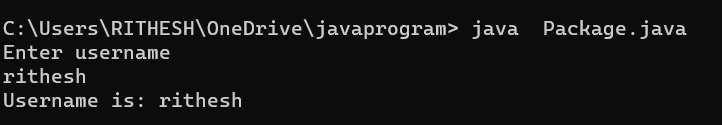 C:\Users\RITHESH\OneDrive\javaprogram> java  Package.java
Enter username
rithesh
Username is: rithesh